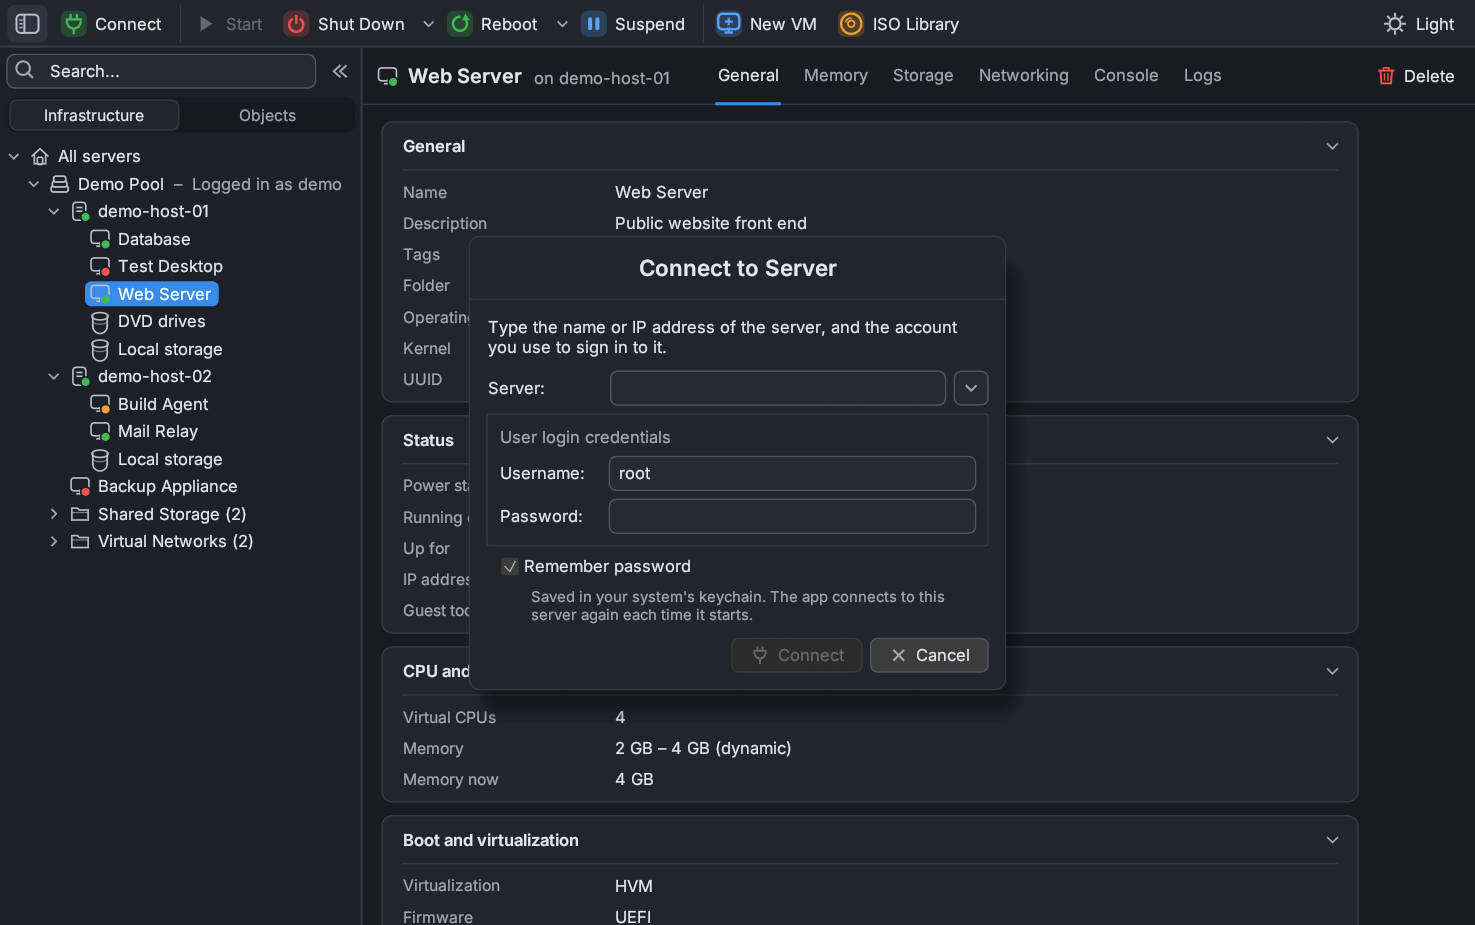 Connect
Start
Shut Down
Reboot
Suspend
New VM
ISO Library
Light
Search...
Infrastructure
Objects
All servers
Demo Pool – Logged in as demo
demo-host-01
Database
Test Desktop
Web Server
DVD drives
Local storage
demo-host-02
Build Agent
Mail Relay
Local storage
Backup Appliance
Shared Storage (2)
Virtual Networks (2)
Web Server on demo-host-01
General
Memory
Storage
Networking
Console
Logs
Delete
General
Name Web Server
Description Public website front end
Tags
Folder
Kernel
UUID
Status
Power
Running
Up for
IP
Guest
CPU and
Virtual CPUs 4
Memory 2 GB – 4 GB (dynamic)
Memory now 4 GB
Boot and virtualization
Virtualization HVM
Firmware UEFI
Connect to Server
Type the name or IP address of the server, and the account
you use to sign in to it.
Server:
User login credentials
Username: root
Password:
Remember password
Saved in your system's keychain. The app connects to this
server again each time it starts.
Connect
Cancel